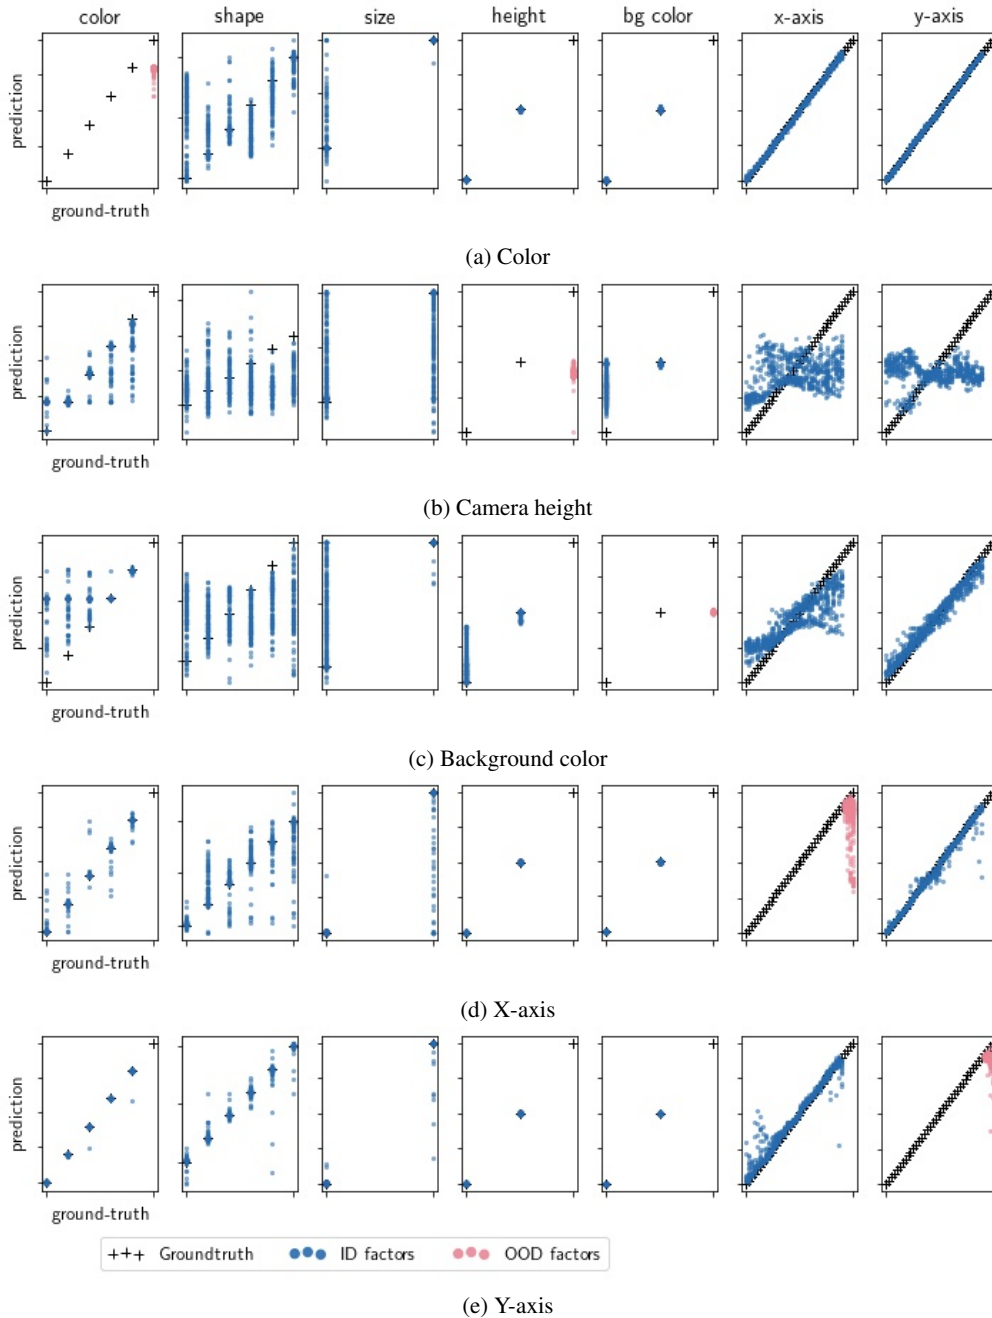 color shape size height bg color x-axis y-axis
prediction
ground-truth
(a) Color
prediction
ground-truth
(b) Camera height
prediction
ground-truth
(c) Background color
prediction
ground-truth
(d) X-axis
prediction
ground-truth
Groundtruth ID factors OOD factors
(e) Y-axis